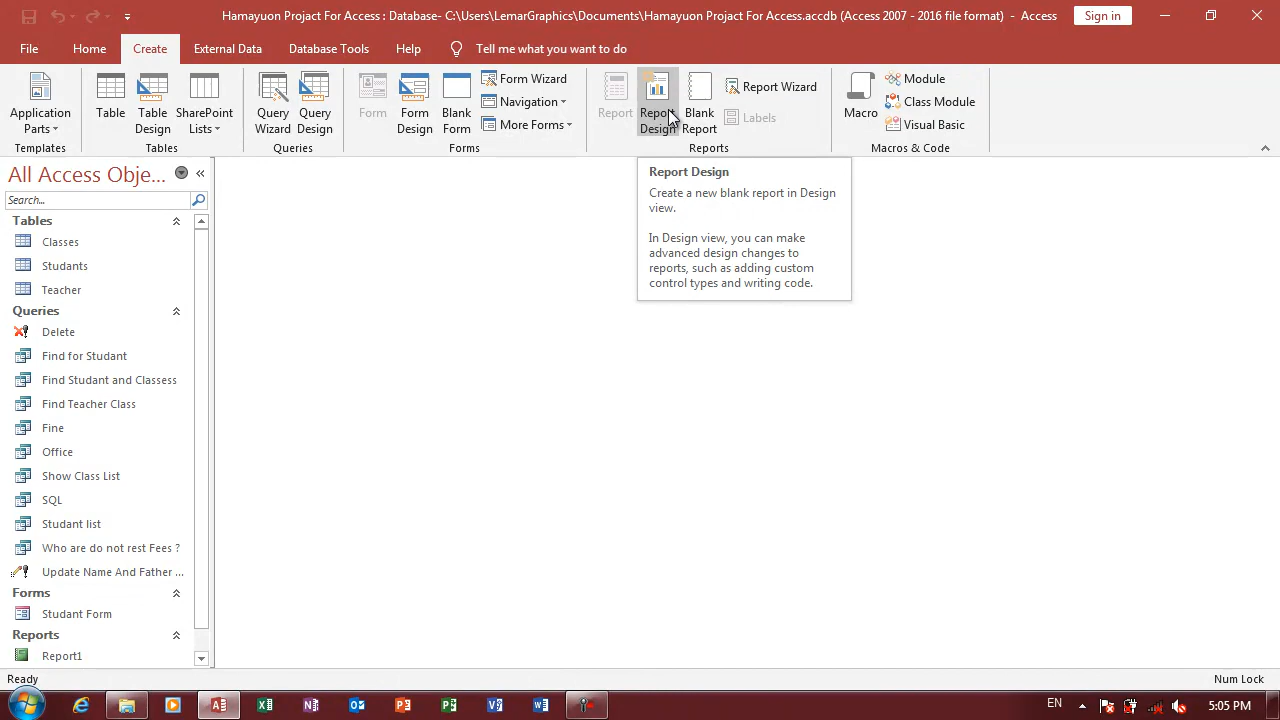 Hamayuon Project For Access : Database- C:\Users\LemarGraphics\Documents\Hamayuon Project For Access.accdb (Access 2007 - 2016 file format) - Access
Sign in
File Home Create External Data Database Tools Help Tell me what you want to do
Application Parts
Templates
Table
Table Design
SharePoint Lists
Tables
Query Wizard
Query Design
Queries
Form
Form Design
Blank Form
Form Wizard
Navigation
More Forms
Forms
Report
Report Design
Blank Report
Report Wizard
Labels
Reports
Macro
Module
Class Module
Visual Basic
Macros & Code
All Access Obje...
Search...
Tables
Classes
Students
Teacher
Queries
Delete
Find for Student
Find Student and Classess
Find Teacher Class
Fine
Office
Show Class List
SQL
Student list
Who are do not rest Fees ?
Update Name And Father ...
Forms
Student Form
Reports
Report1
Report Design
Create a new blank report in Design
view.
In Design view, you can make
advanced design changes to
reports, such as adding custom
control types and writing code.
Ready
Num Lock
EN
5:05 PM